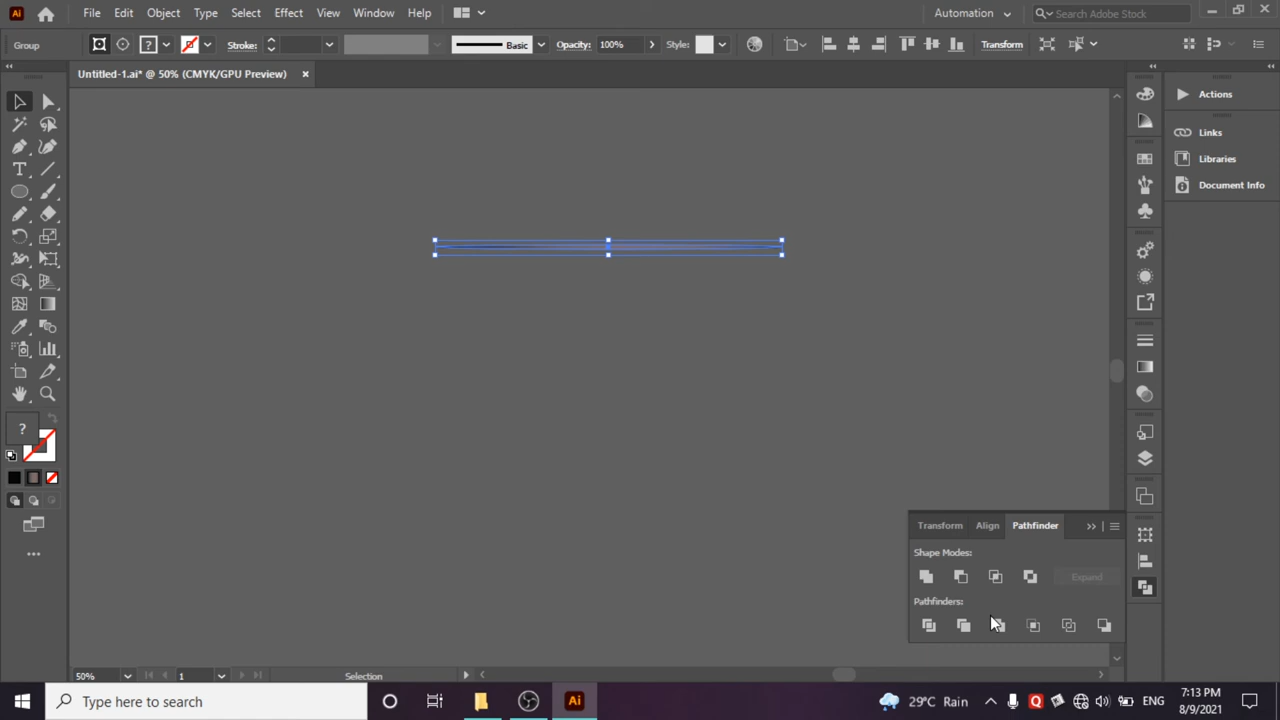 Ai File Edit Object Type Select Effect View Window Help Automation Search Adobe Stock
Group ? Stroke: Basic Opacity: 100% Style: Transform
Untitled-1.ai* @ 50% (CMYK/GPU Preview)
Actions
Links
Libraries
Document Info
?
Transform Align Pathfinder
Shape Modes:
Expand
Pathfinders:
50% 1 Selection
Type here to search Ai 29°C Rain ENG 7:13 PM
8/9/2021